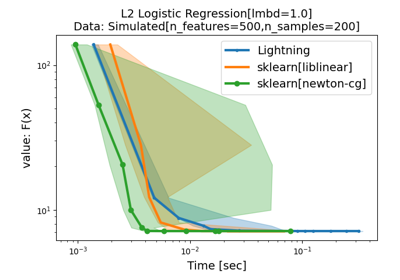 L2 Logistic Regression[lmbd=1.0]
Data: Simulated[n_features=500,n_samples=200]
Lightning
sklearn[liblinear]
sklearn[newton-cg]
value: F(x)
10²
10¹
10⁻³
10⁻²
10⁻¹
Time [sec]